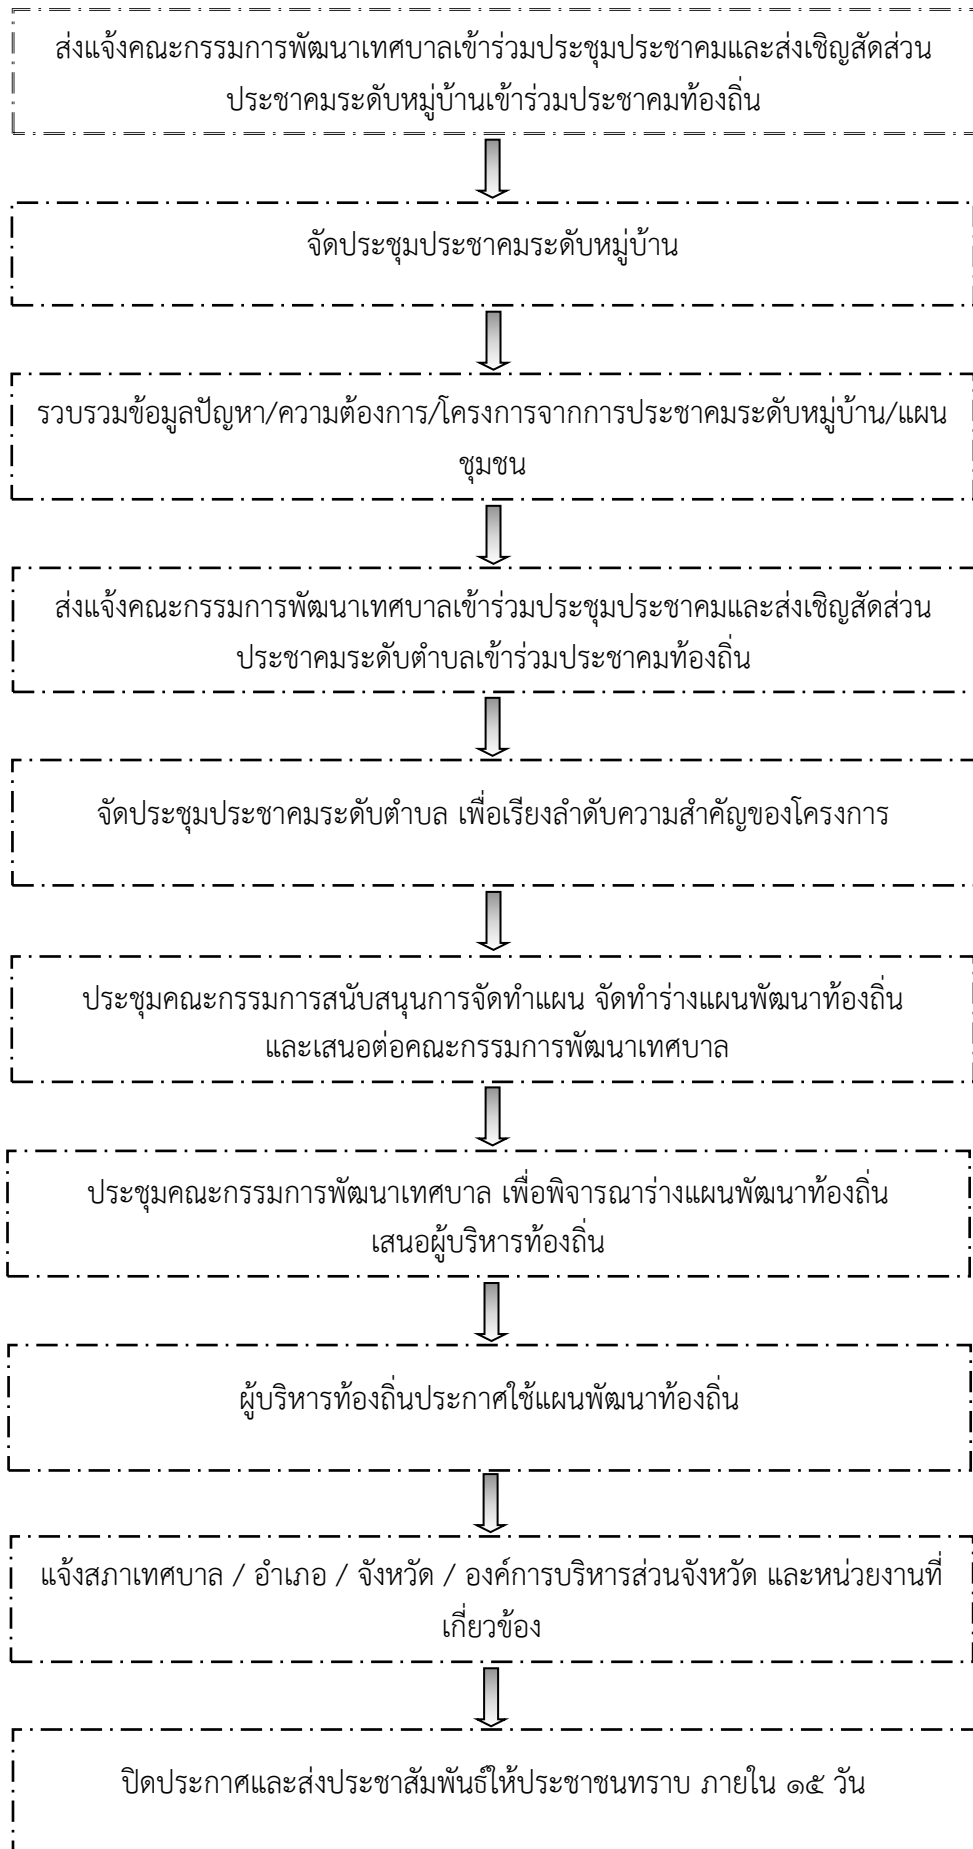 ส่งแจ้งคณะกรรมการพัฒนาเทศบาลเข้าร่วมประชุมประชาคมและส่งเชิญสัดส่วน
ประชาคมระดับหมู่บ้านเข้าร่วมประชาคมท้องถิ่น
จัดประชุมประชาคมระดับหมู่บ้าน
รวบรวมข้อมูลปัญหา/ความต้องการ/โครงการจากการประชาคมระดับหมู่บ้าน/แผน
ชุมชน
ส่งแจ้งคณะกรรมการพัฒนาเทศบาลเข้าร่วมประชุมประชาคมและส่งเชิญสัดส่วน
ประชาคมระดับตำบลเข้าร่วมประชาคมท้องถิ่น
จัดประชุมประชาคมระดับตำบล เพื่อเรียงลำดับความสำคัญของโครงการ
ประชุมคณะกรรมการสนับสนุนการจัดทำแผน จัดทำร่างแผนพัฒนาท้องถิ่น
และเสนอต่อคณะกรรมการพัฒนาเทศบาล
ประชุมคณะกรรมการพัฒนาเทศบาล เพื่อพิจารณาร่างแผนพัฒนาท้องถิ่น
เสนอผู้บริหารท้องถิ่น
ผู้บริหารท้องถิ่นประกาศใช้แผนพัฒนาท้องถิ่น
แจ้งสภาเทศบาล / อำเภอ / จังหวัด / องค์การบริหารส่วนจังหวัด และหน่วยงานที่
เกี่ยวข้อง
ปิดประกาศและส่งประชาสัมพันธ์ให้ประชาชนทราบ ภายใน ๑๕ วัน